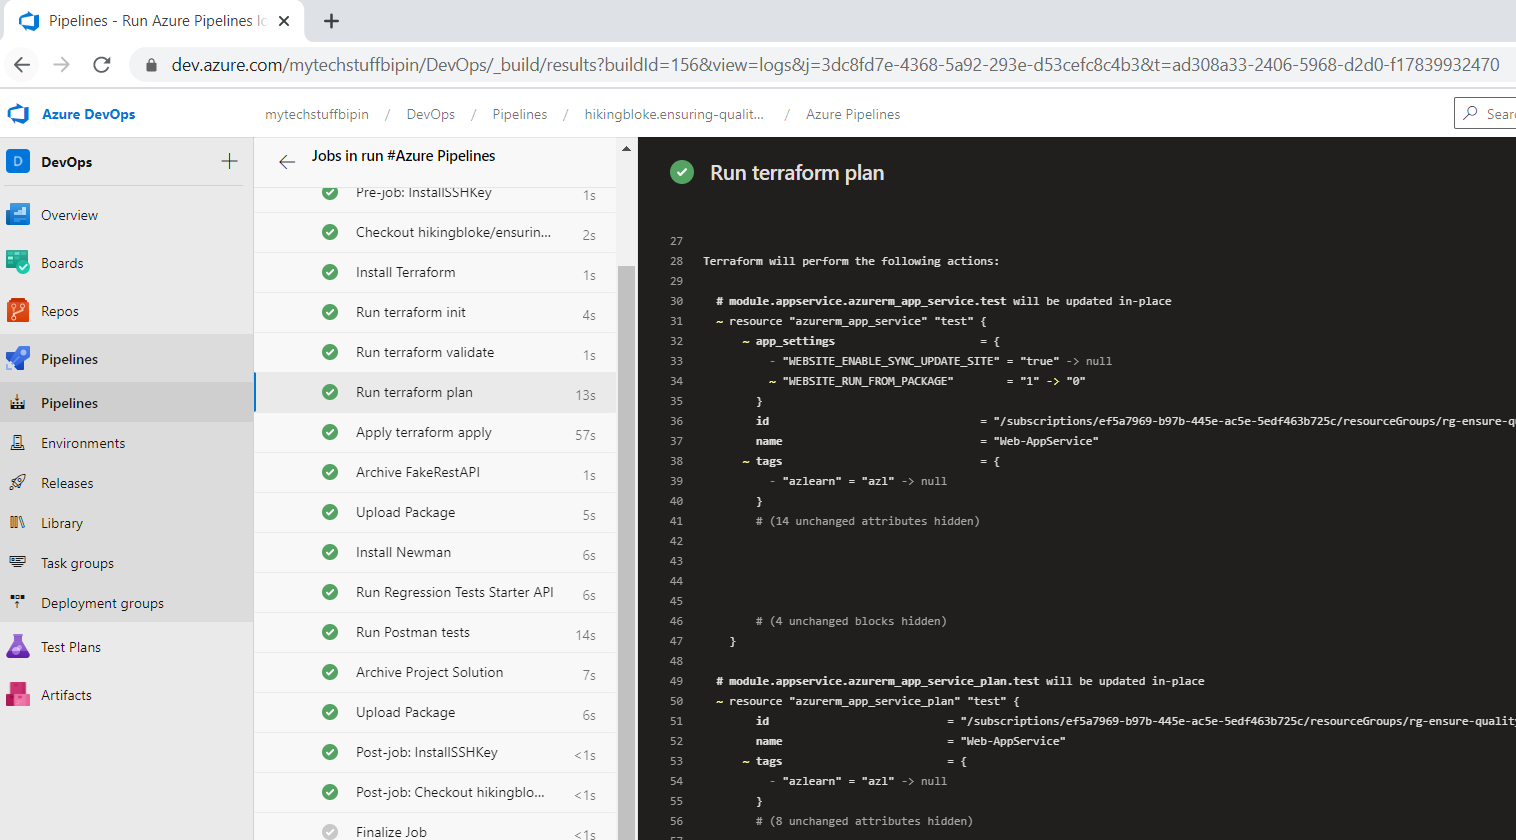 Pipelines - Run Azure Pipelines
dev.azure.com/mytechstuffbipin/DevOps/_build/results?buildId=156&view=logs&j=3dc8fd7e-4368-5a92-293e-d53cefc8c4b3&t=ad308a33-2406-5968-d2d0-f17839932470
Azure DevOps
mytechstuffbipin / DevOps / Pipelines / hikingbloke.ensuring-qualit... / Azure Pipelines
Sear
D DevOps
Overview
Boards
Repos
Pipelines
Pipelines
Environments
Releases
Library
Task groups
Deployment groups
Test Plans
Artifacts
Jobs in run #Azure Pipelines
Pre-job: InstallSSHKey 1s
Checkout hikingbloke/ensurin... 2s
Install Terraform 1s
Run terraform init 4s
Run terraform validate 1s
Run terraform plan 13s
Apply terraform apply 57s
Archive FakeRestAPI 1s
Upload Package 5s
Install Newman 6s
Run Regression Tests Starter API 6s
Run Postman tests 14s
Archive Project Solution 7s
Upload Package 6s
Post-job: InstallSSHKey <1s
Post-job: Checkout hikingblo... <1s
Finalize Job <1s
Run terraform plan
27
28 Terraform will perform the following actions:
29
30 # module.appservice.azurerm_app_service.test will be updated in-place
31 ~ resource "azurerm_app_service" "test" {
32 ~ app_settings = {
33 - "WEBSITE_ENABLE_SYNC_UPDATE_SITE" = "true" -> null
34 ~ "WEBSITE_RUN_FROM_PACKAGE" = "1" -> "0"
35 }
36 id = "/subscriptions/ef5a7969-b97b-445e-ac5e-5edf463b725c/resourceGroups/rg-ensure-qu
37 name = "Web-AppService"
38 ~ tags = {
39 - "azlearn" = "azl" -> null
40 }
41 # (14 unchanged attributes hidden)
42
43
44
45
46 # (4 unchanged blocks hidden)
47 }
48
49 # module.appservice.azurerm_app_service_plan.test will be updated in-place
50 ~ resource "azurerm_app_service_plan" "test" {
51 id = "/subscriptions/ef5a7969-b97b-445e-ac5e-5edf463b725c/resourceGroups/rg-ensure-quality
52 name = "Web-AppService"
53 ~ tags = {
54 - "azlearn" = "azl" -> null
55 }
56 # (8 unchanged attributes hidden)